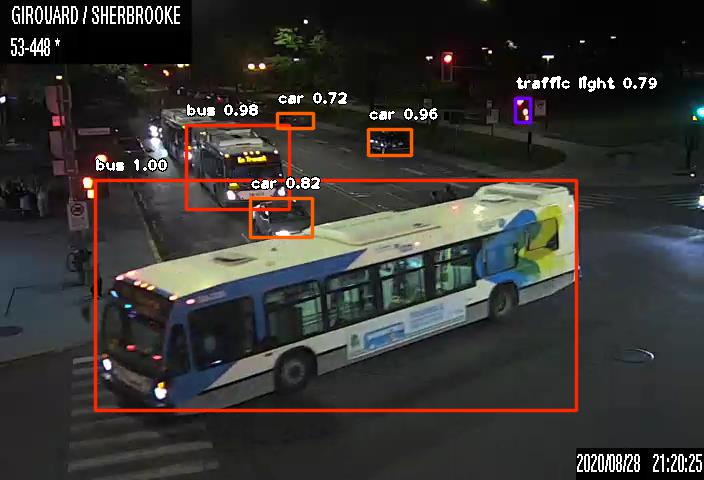 GIROUARD / SHERBROOKE
53-448 *
car 0.72
traffic light 0.79
bus 0.98
car 0.96
bus 1.00
car 0.82
2020/08/28 21:20:25